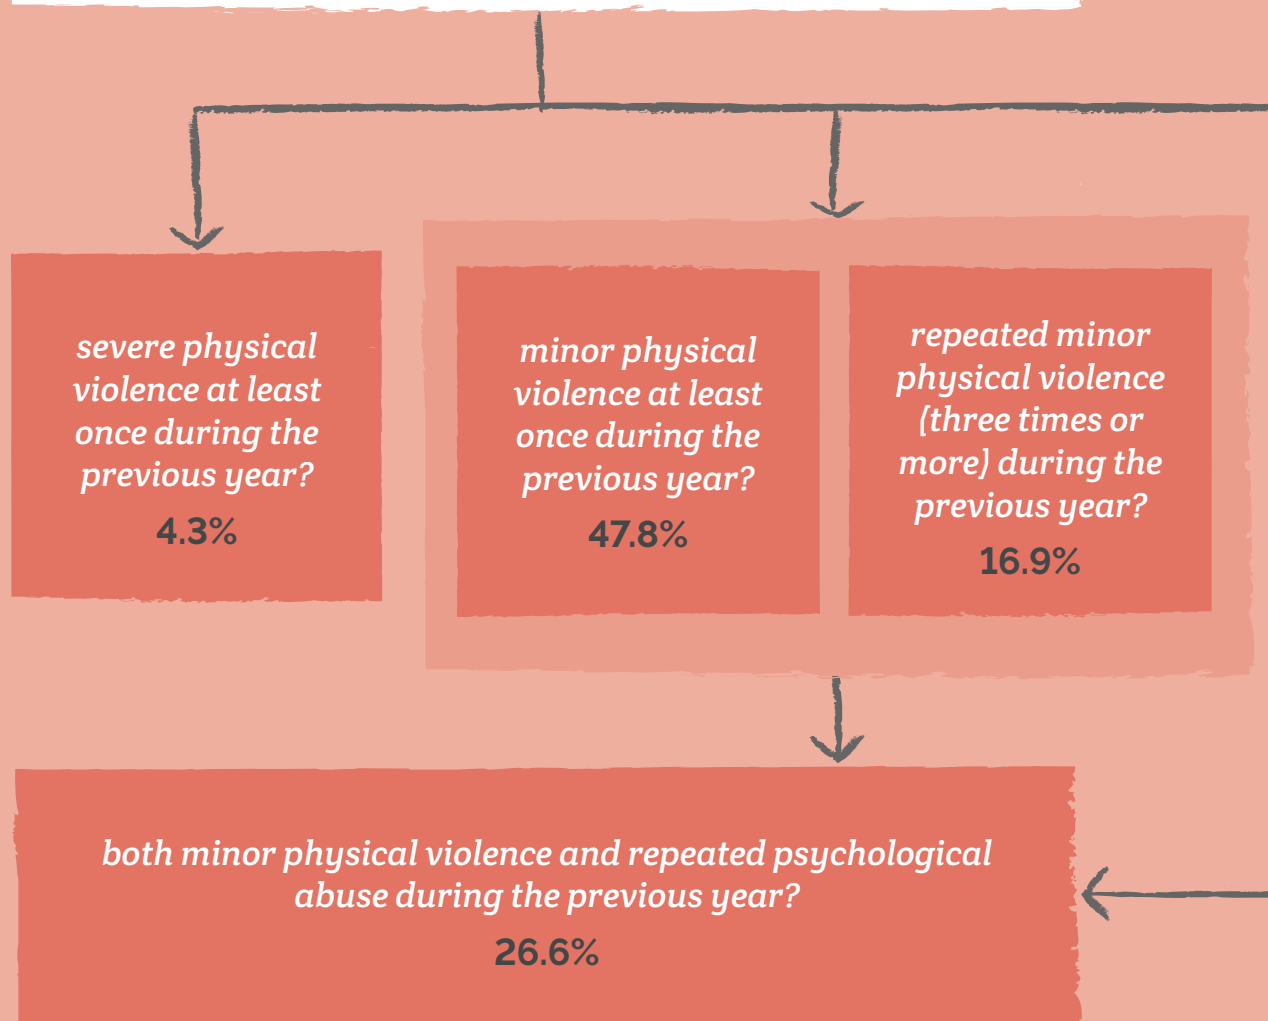 severe physical
violence at least
once during the
previous year?
4.3%
minor physical
violence at least
once during the
previous year?
47.8%
repeated minor
physical violence
(three times or
more) during the
previous year?
16.9%
both minor physical violence and repeated psychological
abuse during the previous year?
26.6%